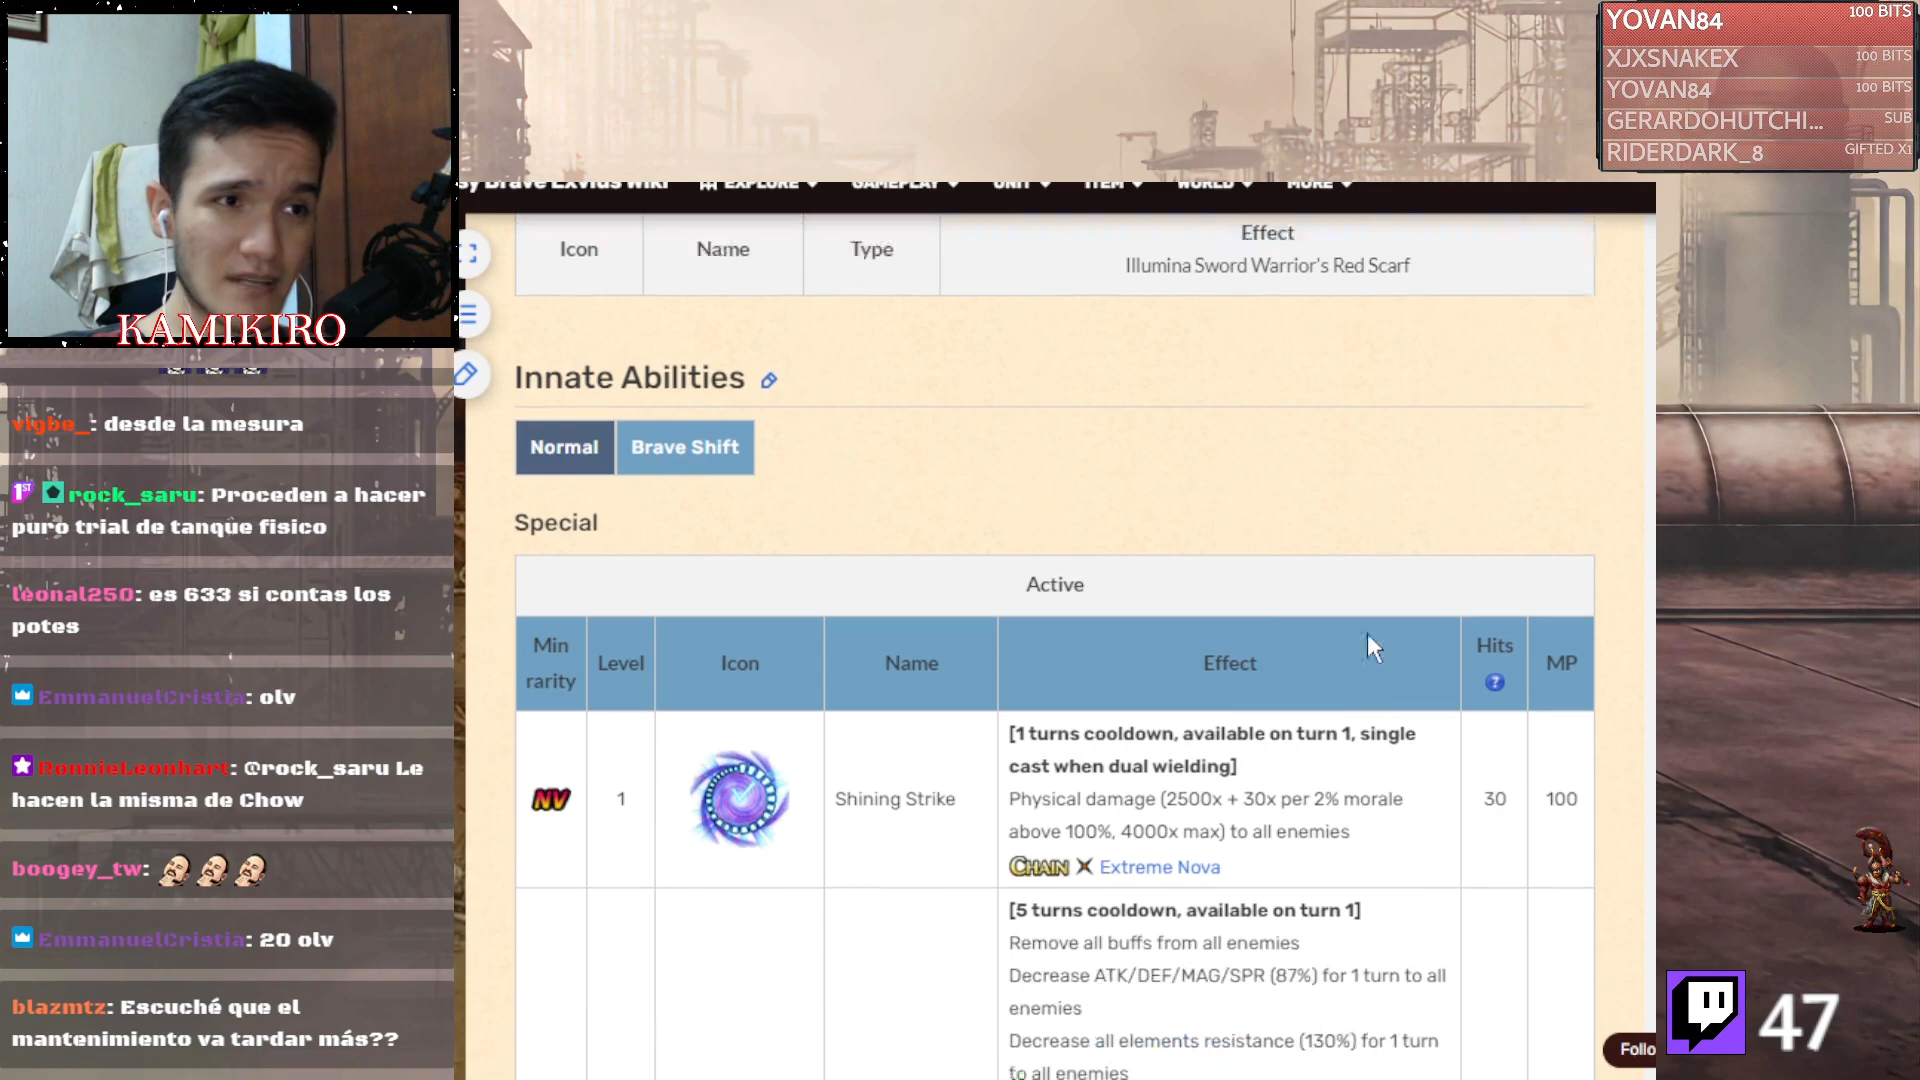 KAMIKIRO
vigbe_: desde la mesura
1ST rock_saru: Proceden a hacer
puro trial de tanque fisico
leonal250: es 633 si contas los
potes
EmmanuelCristia: olv
RonnieLeonhart: @rock_saru Le
hacen la misma de Chow
boogey_tw:
EmmanuelCristia: 20 olv
blazmtz: Escuché que el
mantenimiento va tardar más??
sy Brave Exvius Wiki EXPLORE GAMEPLAY UNIT ITEM WORLD MORE
Icon Name Type Effect
Illumina Sword Warrior's Red Scarf
Innate Abilities
Normal Brave Shift
Special
Active
Min rarity Level Icon Name Effect Hits ? MP
NV 1 Shining Strike 30 100
[1 turns cooldown, available on turn 1, single
cast when dual wielding]
Physical damage (2500x + 30x per 2% morale
above 100%, 4000x max) to all enemies
CHAIN Extreme Nova
[5 turns cooldown, available on turn 1]
Remove all buffs from all enemies
Decrease ATK/DEF/MAG/SPR (87%) for 1 turn to all
enemies
Decrease all elements resistance (130%) for 1 turn
to all enemies
YOVAN84 100 BITS
XJXSNAKEX 100 BITS
YOVAN84 100 BITS
GERARDOHUTCHI... SUB
RIDERDARK_8 GIFTED X1
Follo
47